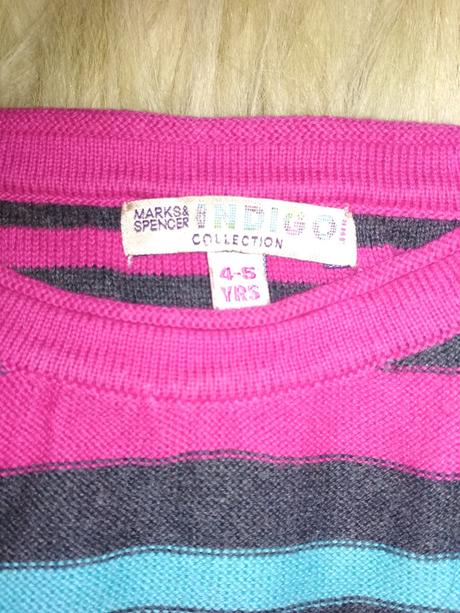 MARKS&
SPENCER
INDIGO
COLLECTION
4-5
YRS